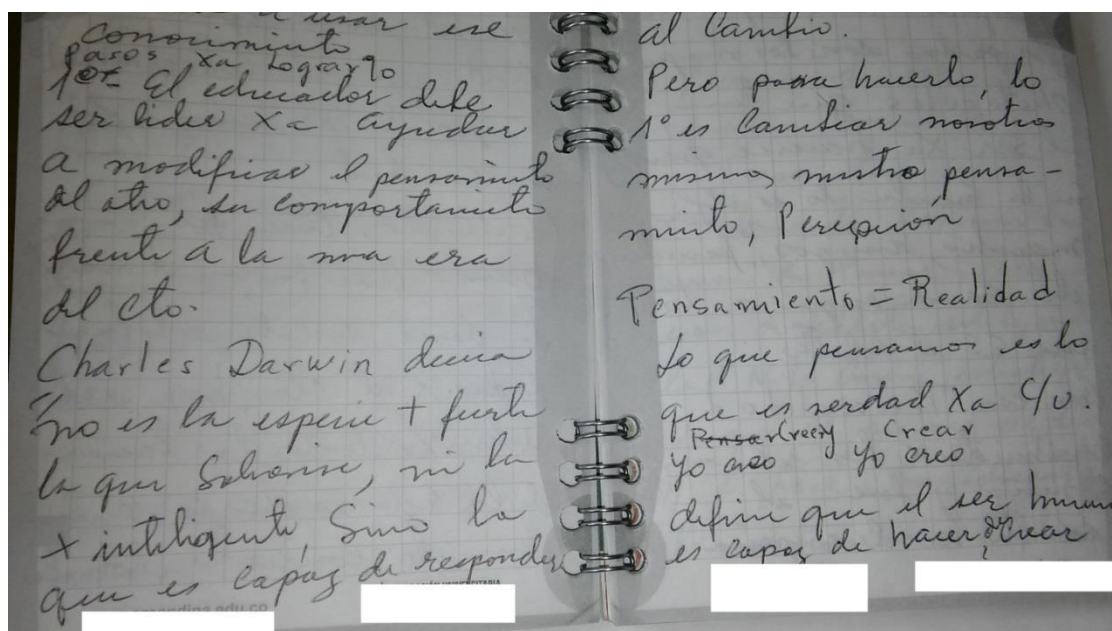 a usar ese
Conocimiento
Pasos Xa Lograrlo
1º- El educador debe
ser lider Xa ayudar
a modificar el pensamiento
del otro, su comportamiento
frente a la nva era
del cto.
Charles Darwin decia
"no es la especie + fuerte
la que Sobrevive, ni la
+ inteligente, Sino la
que es capaz de responder
al Cambio.
Pero para hacerlo, lo
1º es Cambiar nosotros
mismos nuestro pensa-
miento, Percepción
Pensamiento = Realidad
Lo que pensamos es lo
que es verdad Xa C/U.
Pensar (creer) Crear
Yo creo Yo creo
define que el ser humano
es capaz de hacer o Crear